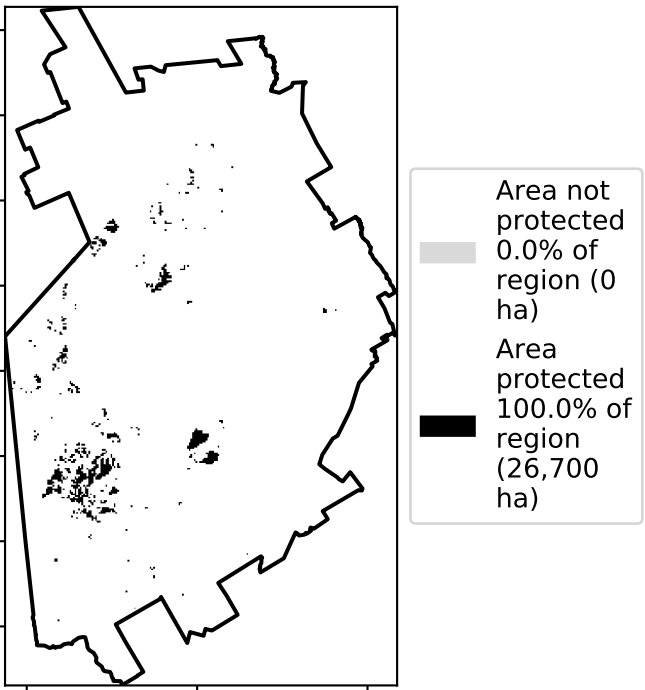 Area not
protected
0.0% of
region (0
ha)
Area
protected
100.0% of
region
(26,700
ha)